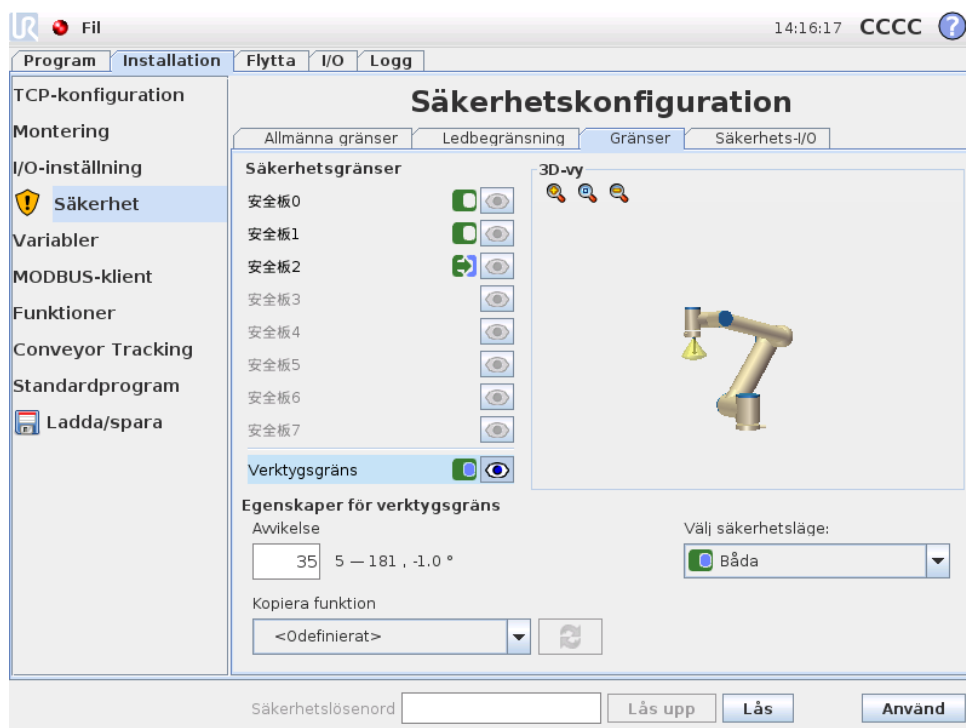 UR Fil 14:16:17 CCCC ?
Program Installation Flytta I/O Logg
TCP-konfiguration
Montering
I/O-inställning
Säkerhet
Variabler
MODBUS-klient
Funktioner
Conveyor Tracking
Standardprogram
Ladda/spara
Säkerhetskonfiguration
Allmänna gränser Ledbegränsning Gränser Säkerhets-I/O
Säkerhetsgränser
安全板0
安全板1
安全板2
安全板3
安全板4
安全板5
安全板6
安全板7
Verktygsgräns
3D-vy
Egenskaper för verktygsgräns
Avvikelse
35 5 — 181 , -1.0 °
Välj säkerhetsläge:
Båda
Kopiera funktion
<Odefinierat>
Säkerhetslösenord Lås upp Lås Använd